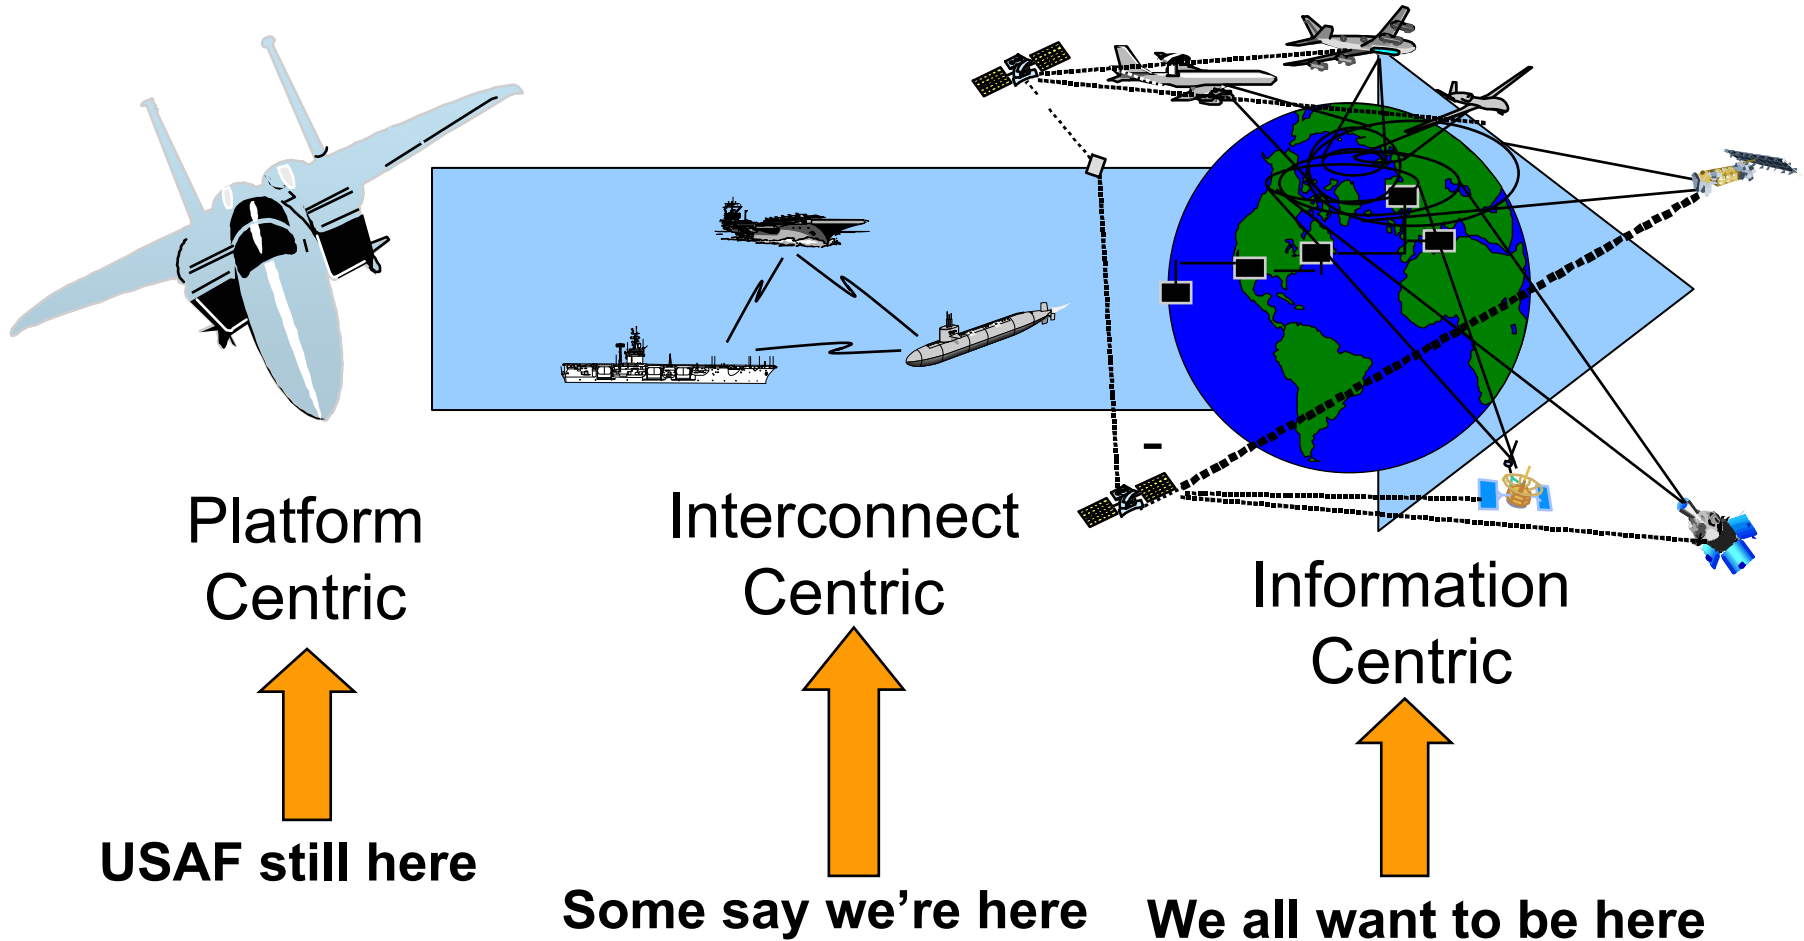 Platform
Centric
USAF still here
Interconnect
Centric
Some say we’re here
-
Information
Centric
We all want to be here